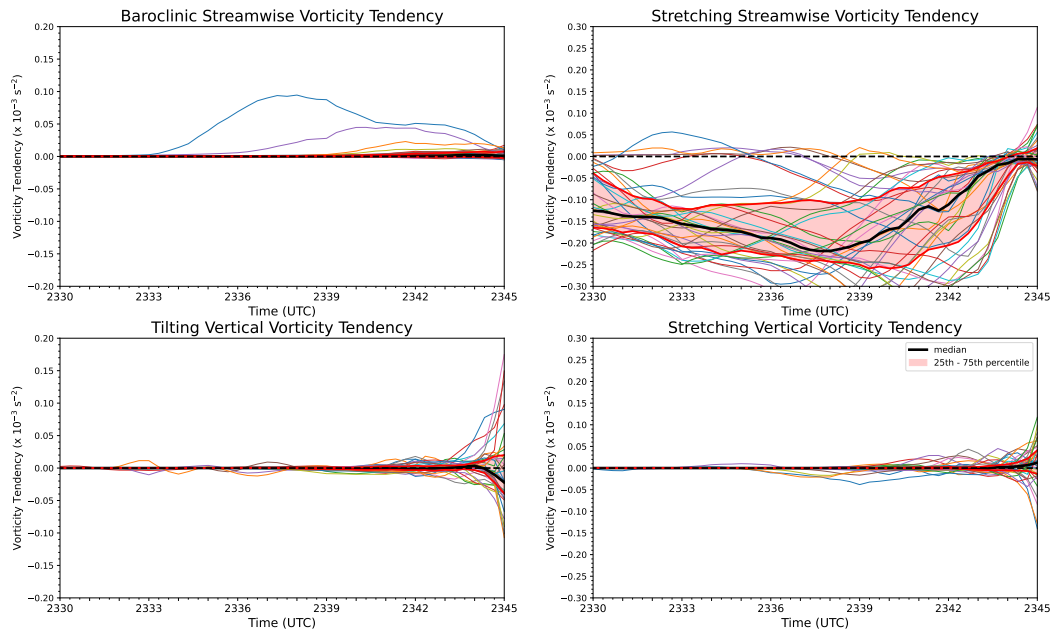 Baroclinic Streamwise Vorticity Tendency
Vorticity Tendency (x 10⁻³ s⁻²)
0.20
0.15
0.10
0.05
0.00
−0.05
−0.10
−0.15
−0.20
2330 2333 2336 2339 2342 2345
Time (UTC)
Stretching Streamwise Vorticity Tendency
Vorticity Tendency (x 10⁻³ s⁻²)
0.30
0.25
0.20
0.15
0.10
0.05
0.00
−0.05
−0.10
−0.15
−0.20
−0.25
−0.30
2330 2333 2336 2339 2342 2345
Time (UTC)
Tilting Vertical Vorticity Tendency
Vorticity Tendency (x 10⁻³ s⁻²)
0.20
0.15
0.10
0.05
0.00
−0.05
−0.10
−0.15
−0.20
2330 2333 2336 2339 2342 2345
Time (UTC)
Stretching Vertical Vorticity Tendency
Vorticity Tendency (x 10⁻³ s⁻²)
0.30
0.25
0.20
0.15
0.10
0.05
0.00
−0.05
−0.10
−0.15
−0.20
−0.25
−0.30
median
25th - 75th percentile
2330 2333 2336 2339 2342 2345
Time (UTC)